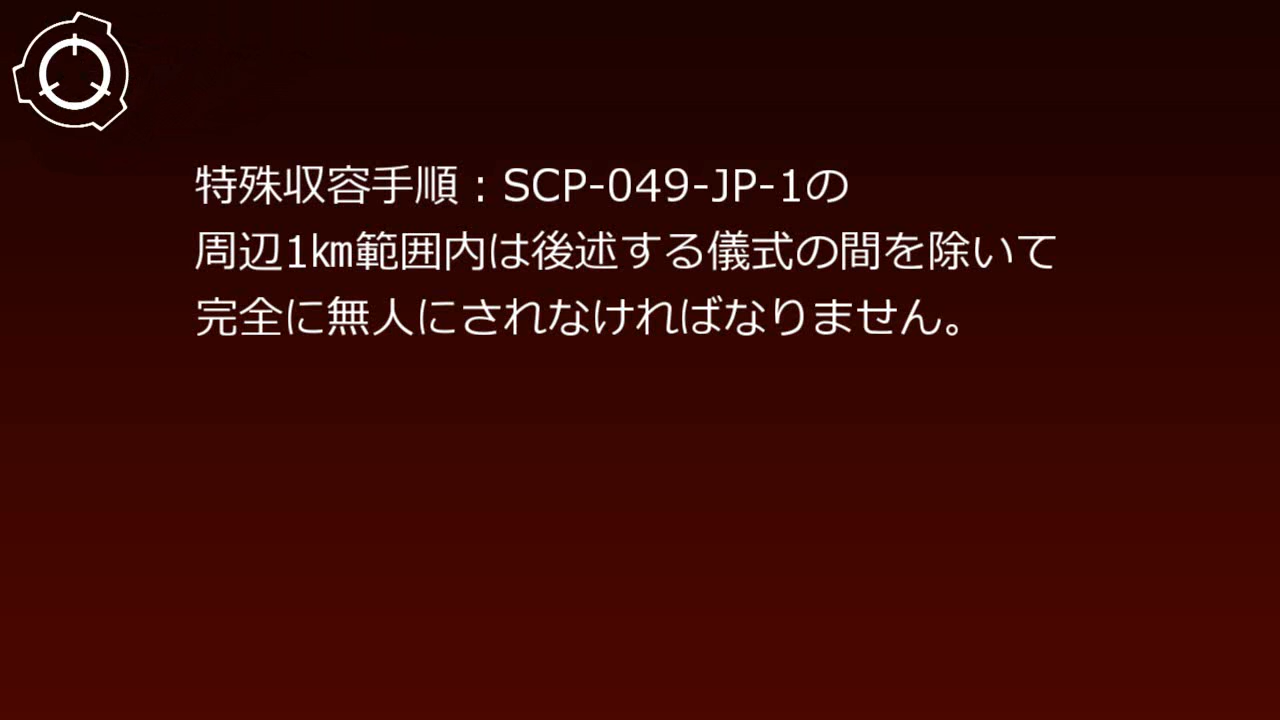 特殊収容手順：SCP-049-JP-1の
周辺1㎞範囲内は後述する儀式の間を除いて
完全に無人にされなければなりません。